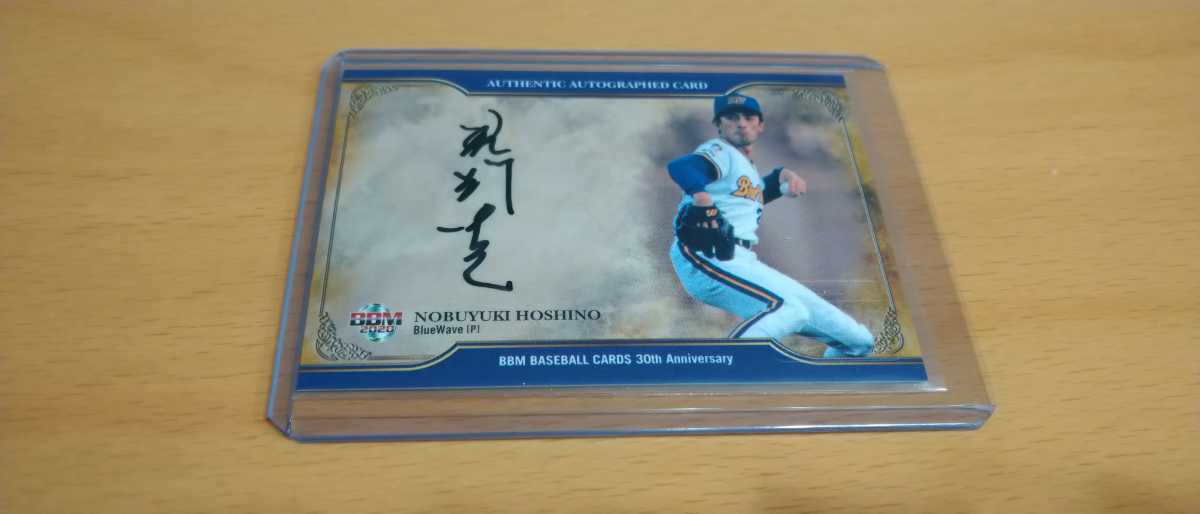 AUTHENTIC AUTOGRAPHED CARD
BBM
2020
NOBUYUKI HOSHINO
BlueWave [P]
BBM BASEBALL CARDS 30th Anniversary